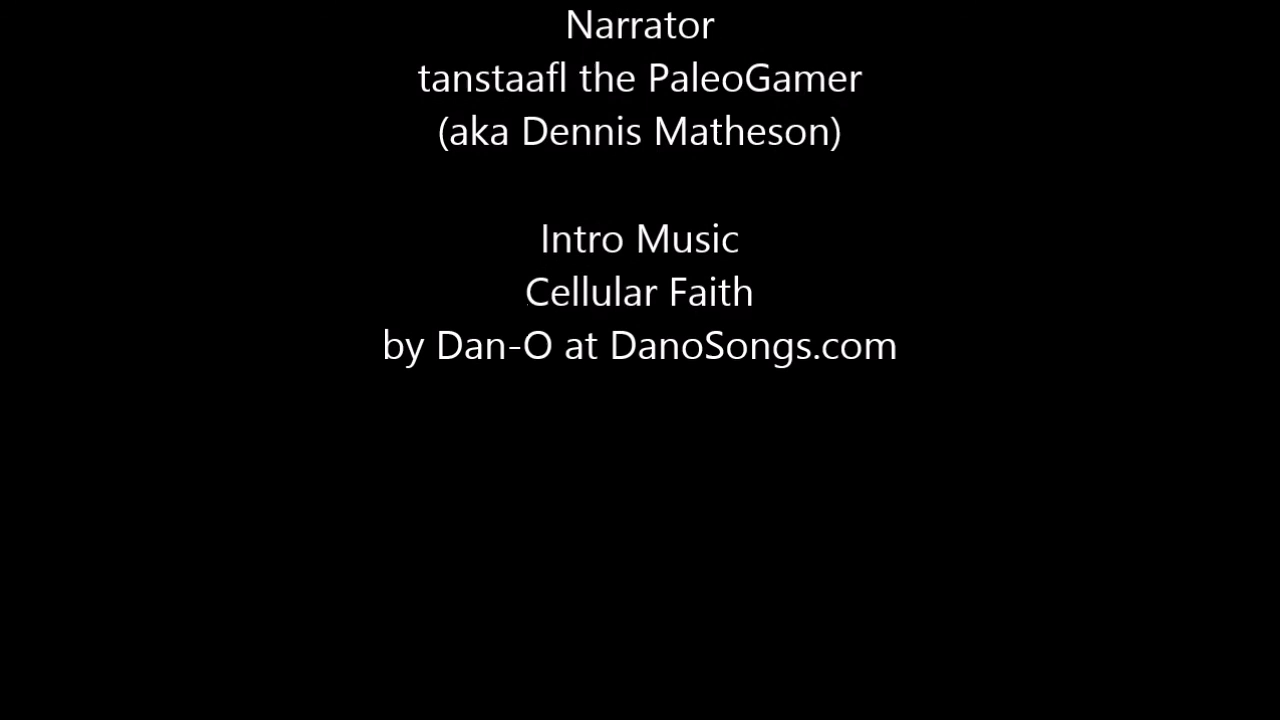 Narrator
tanstaafl the PaleoGamer
(aka Dennis Matheson)
Intro Music
Cellular Faith
by Dan-O at DanoSongs.com